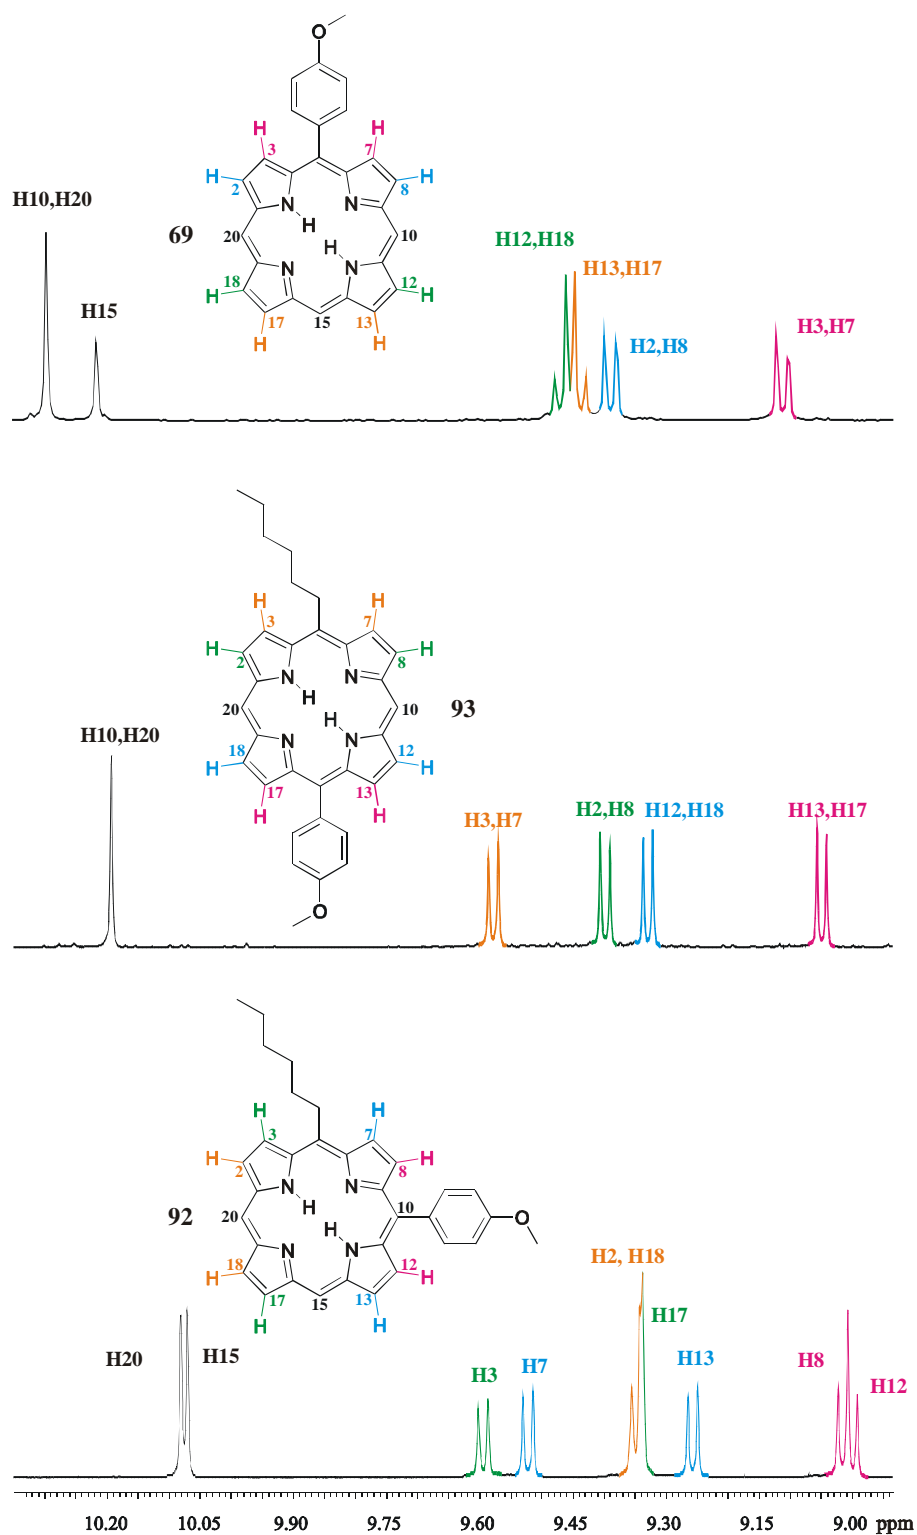 O
H H
3 7
H 2 8 H
N N
H
H10,H20
69 20 10
H12,H18
H
N N
H13,H17
H15
18 12
H H
17 15 13
H H
H3,H7
H2,H8
H H
3 7
H 2 8 H
N N
H
20 10 93
H10,H20
H
N N
18 12
H H
17 13
H H
H3,H7 H2,H8 H12,H18 H13,H17
O
H H
3 7
H 2 8 H
N N
H
92 20 10
O
H
N N
H2, H18
18 12
H H
17 15 13
H17
H H
H20 H15
H3 H7 H13 H8
H12
10.20 10.05 9.90 9.75 9.60 9.45 9.30 9.15 9.00 ppm